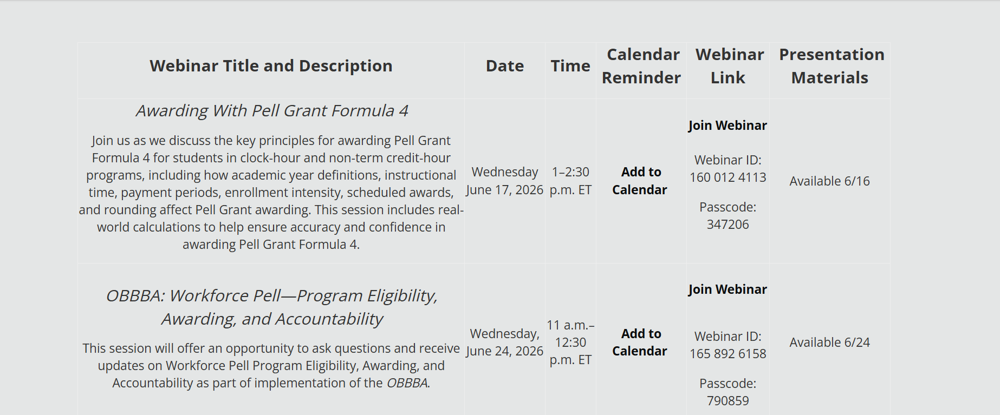 Webinar Title and Description
Date
Time
Calendar
Reminder
Webinar
Link
Presentation
Materials
Awarding With Pell Grant Formula 4
Join us as we discuss the key principles for awarding Pell Grant
Formula 4 for students in clock-hour and non-term credit-hour
programs, including how academic year definitions, instructional
time, payment periods, enrollment intensity, scheduled awards,
and rounding affect Pell Grant awarding. This session includes real-
world calculations to help ensure accuracy and confidence in
awarding Pell Grant Formula 4.
Wednesday
June 17, 2026
1–2:30
p.m. ET
Add to
Calendar
Join Webinar
Webinar ID:
160 012 4113
Passcode:
347206
Available 6/16
OBBBA: Workforce Pell—Program Eligibility,
Awarding, and Accountability
This session will offer an opportunity to ask questions and receive
updates on Workforce Pell Program Eligibility, Awarding, and
Accountability as part of implementation of the OBBBA.
Wednesday,
June 24, 2026
11 a.m.–
12:30
p.m. ET
Add to
Calendar
Join Webinar
Webinar ID:
165 892 6158
Passcode:
790859
Available 6/24